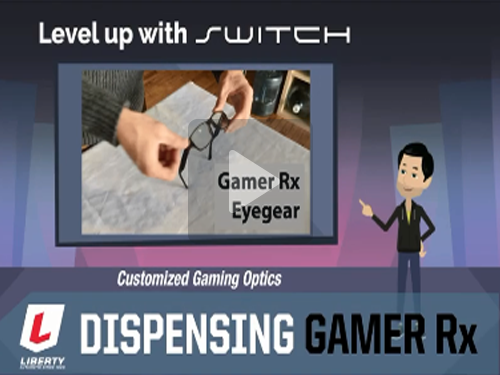 Level up with SWITCH
Gamer Rx
Eyegear
Customized Gaming Optics
L
LIBERTY
DISPENSING GAMER Rx